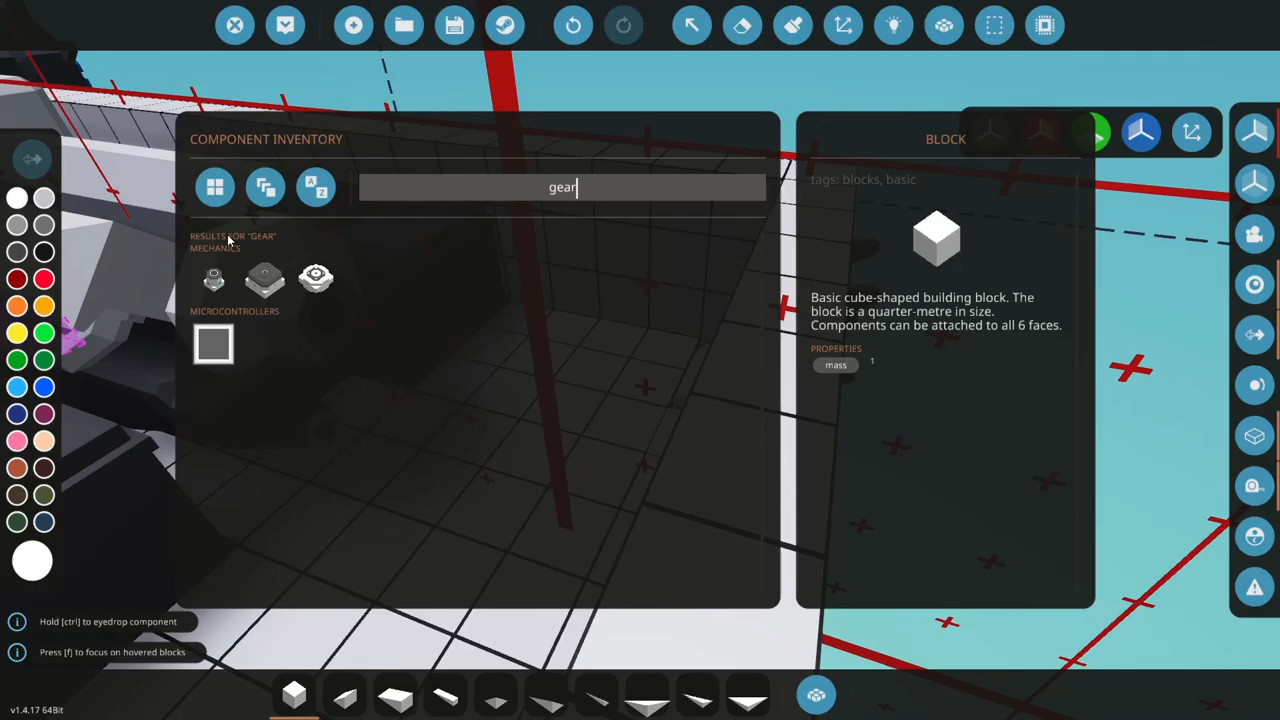 COMPONENT INVENTORY
A
Z
gear
RESULTS FOR "GEAR"
MECHANICS
MICROCONTROLLERS
BLOCK
tags: blocks, basic
Basic cube-shaped building block. The
block is a quarter-metre in size.
Components can be attached to all 6 faces.
PROPERTIES
mass 1
Hold [ctrl] to eyedrop component
Press [f] to focus on hovered blocks
v1.4.17 64Bit